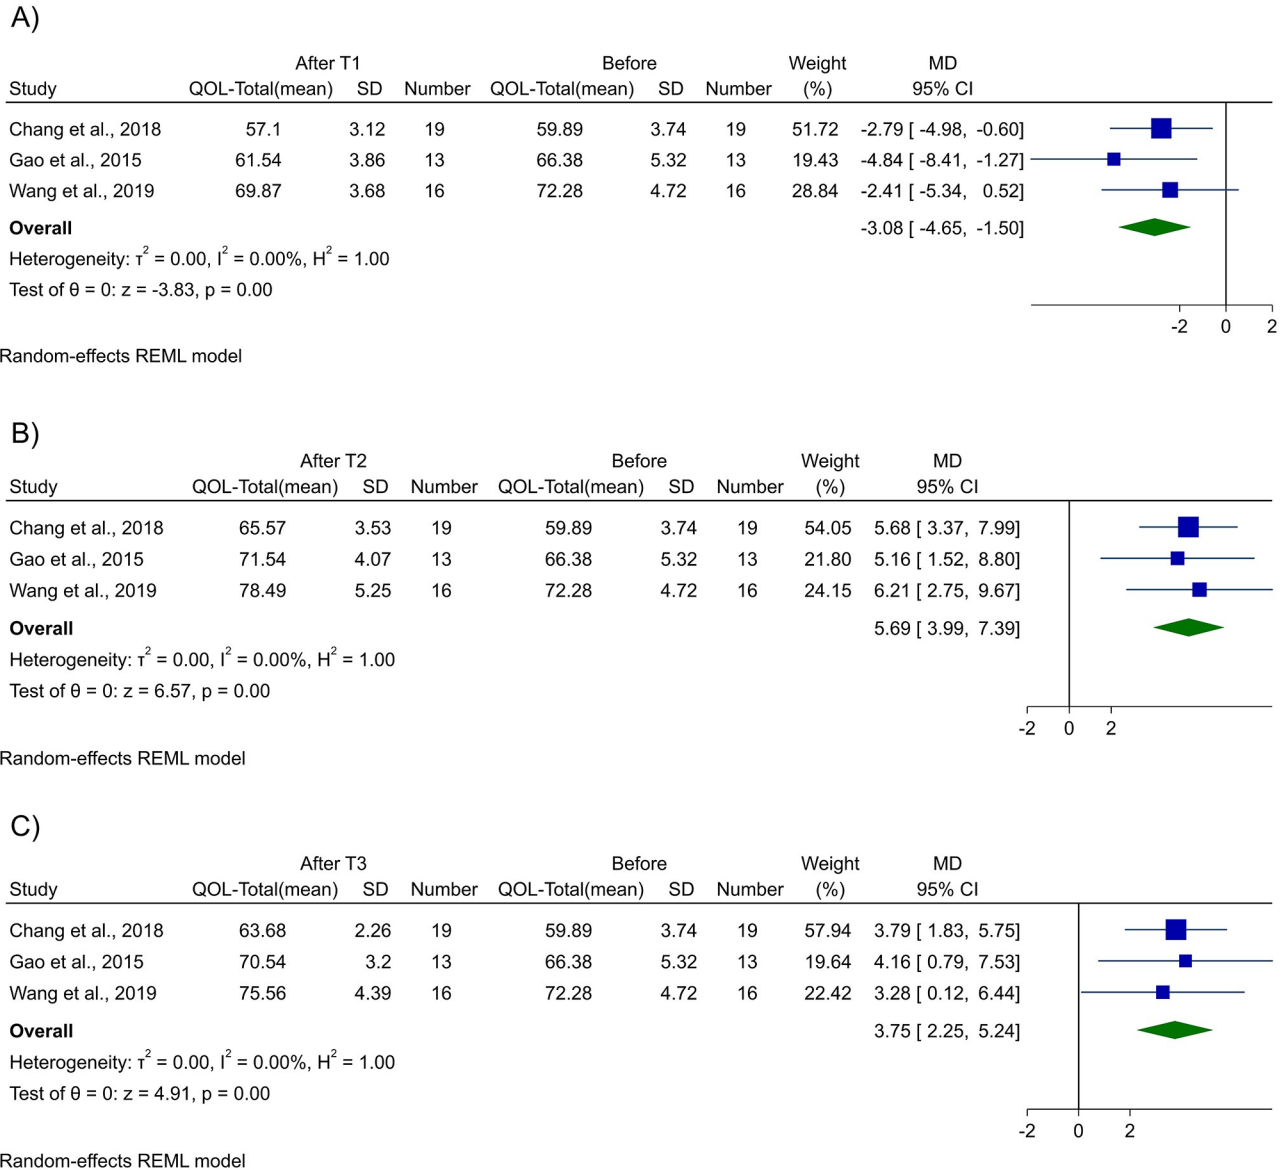 A)
After T1 Before Weight MD
Study QOL-Total(mean) SD Number QOL-Total(mean) SD Number (%) 95% CI
Chang et al., 2018 57.1 3.12 19 59.89 3.74 19 51.72 -2.79 [ -4.98, -0.60]
Gao et al., 2015 61.54 3.86 13 66.38 5.32 13 19.43 -4.84 [ -8.41, -1.27]
Wang et al., 2019 69.87 3.68 16 72.28 4.72 16 28.84 -2.41 [ -5.34, 0.52]
Overall -3.08 [ -4.65, -1.50]
Heterogeneity: τ² = 0.00, I² = 0.00%, H² = 1.00
Test of θ = 0: z = -3.83, p = 0.00
-2 0 2
Random-effects REML model
B)
After T2 Before Weight MD
Study QOL-Total(mean) SD Number QOL-Total(mean) SD Number (%) 95% CI
Chang et al., 2018 65.57 3.53 19 59.89 3.74 19 54.05 5.68 [ 3.37, 7.99]
Gao et al., 2015 71.54 4.07 13 66.38 5.32 13 21.80 5.16 [ 1.52, 8.80]
Wang et al., 2019 78.49 5.25 16 72.28 4.72 16 24.15 6.21 [ 2.75, 9.67]
Overall 5.69 [ 3.99, 7.39]
Heterogeneity: τ² = 0.00, I² = 0.00%, H² = 1.00
Test of θ = 0: z = 6.57, p = 0.00
-2 0 2
Random-effects REML model
C)
After T3 Before Weight MD
Study QOL-Total(mean) SD Number QOL-Total(mean) SD Number (%) 95% CI
Chang et al., 2018 63.68 2.26 19 59.89 3.74 19 57.94 3.79 [ 1.83, 5.75]
Gao et al., 2015 70.54 3.2 13 66.38 5.32 13 19.64 4.16 [ 0.79, 7.53]
Wang et al., 2019 75.56 4.39 16 72.28 4.72 16 22.42 3.28 [ 0.12, 6.44]
Overall 3.75 [ 2.25, 5.24]
Heterogeneity: τ² = 0.00, I² = 0.00%, H² = 1.00
Test of θ = 0: z = 4.91, p = 0.00
-2 0 2
Random-effects REML model